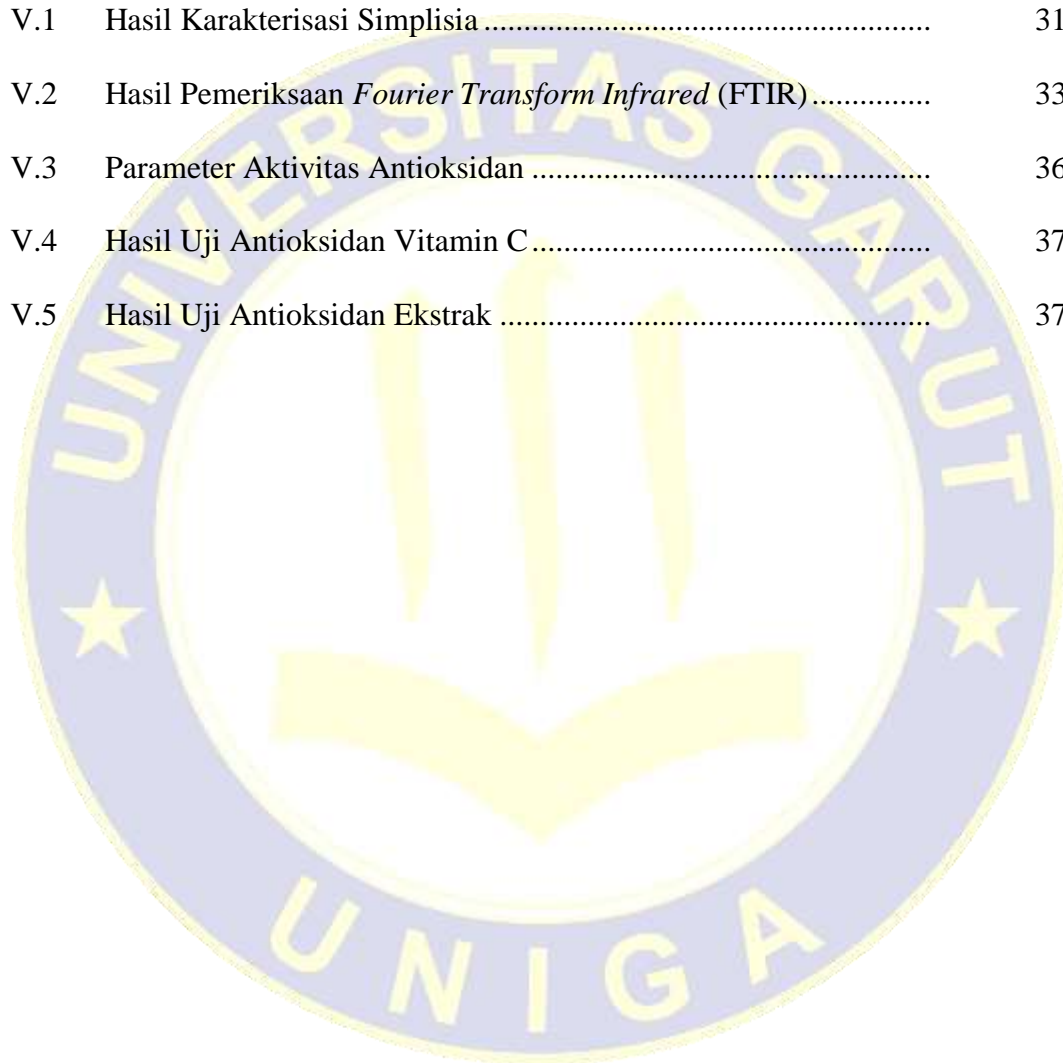 V.1 Hasil Karakterisasi Simplisia ................................................................ 31
V.2 Hasil Pemeriksaan Fourier Transform Infrared (FTIR) ............... 33
V.3 Parameter Aktivitas Antioksidan ......................................................... 36
V.4 Hasil Uji Antioksidan Vitamin C ......................................................... 37
V.5 Hasil Uji Antioksidan Ekstrak .............................................................. 37
UNIVERSITAS GARUT
UNIGA